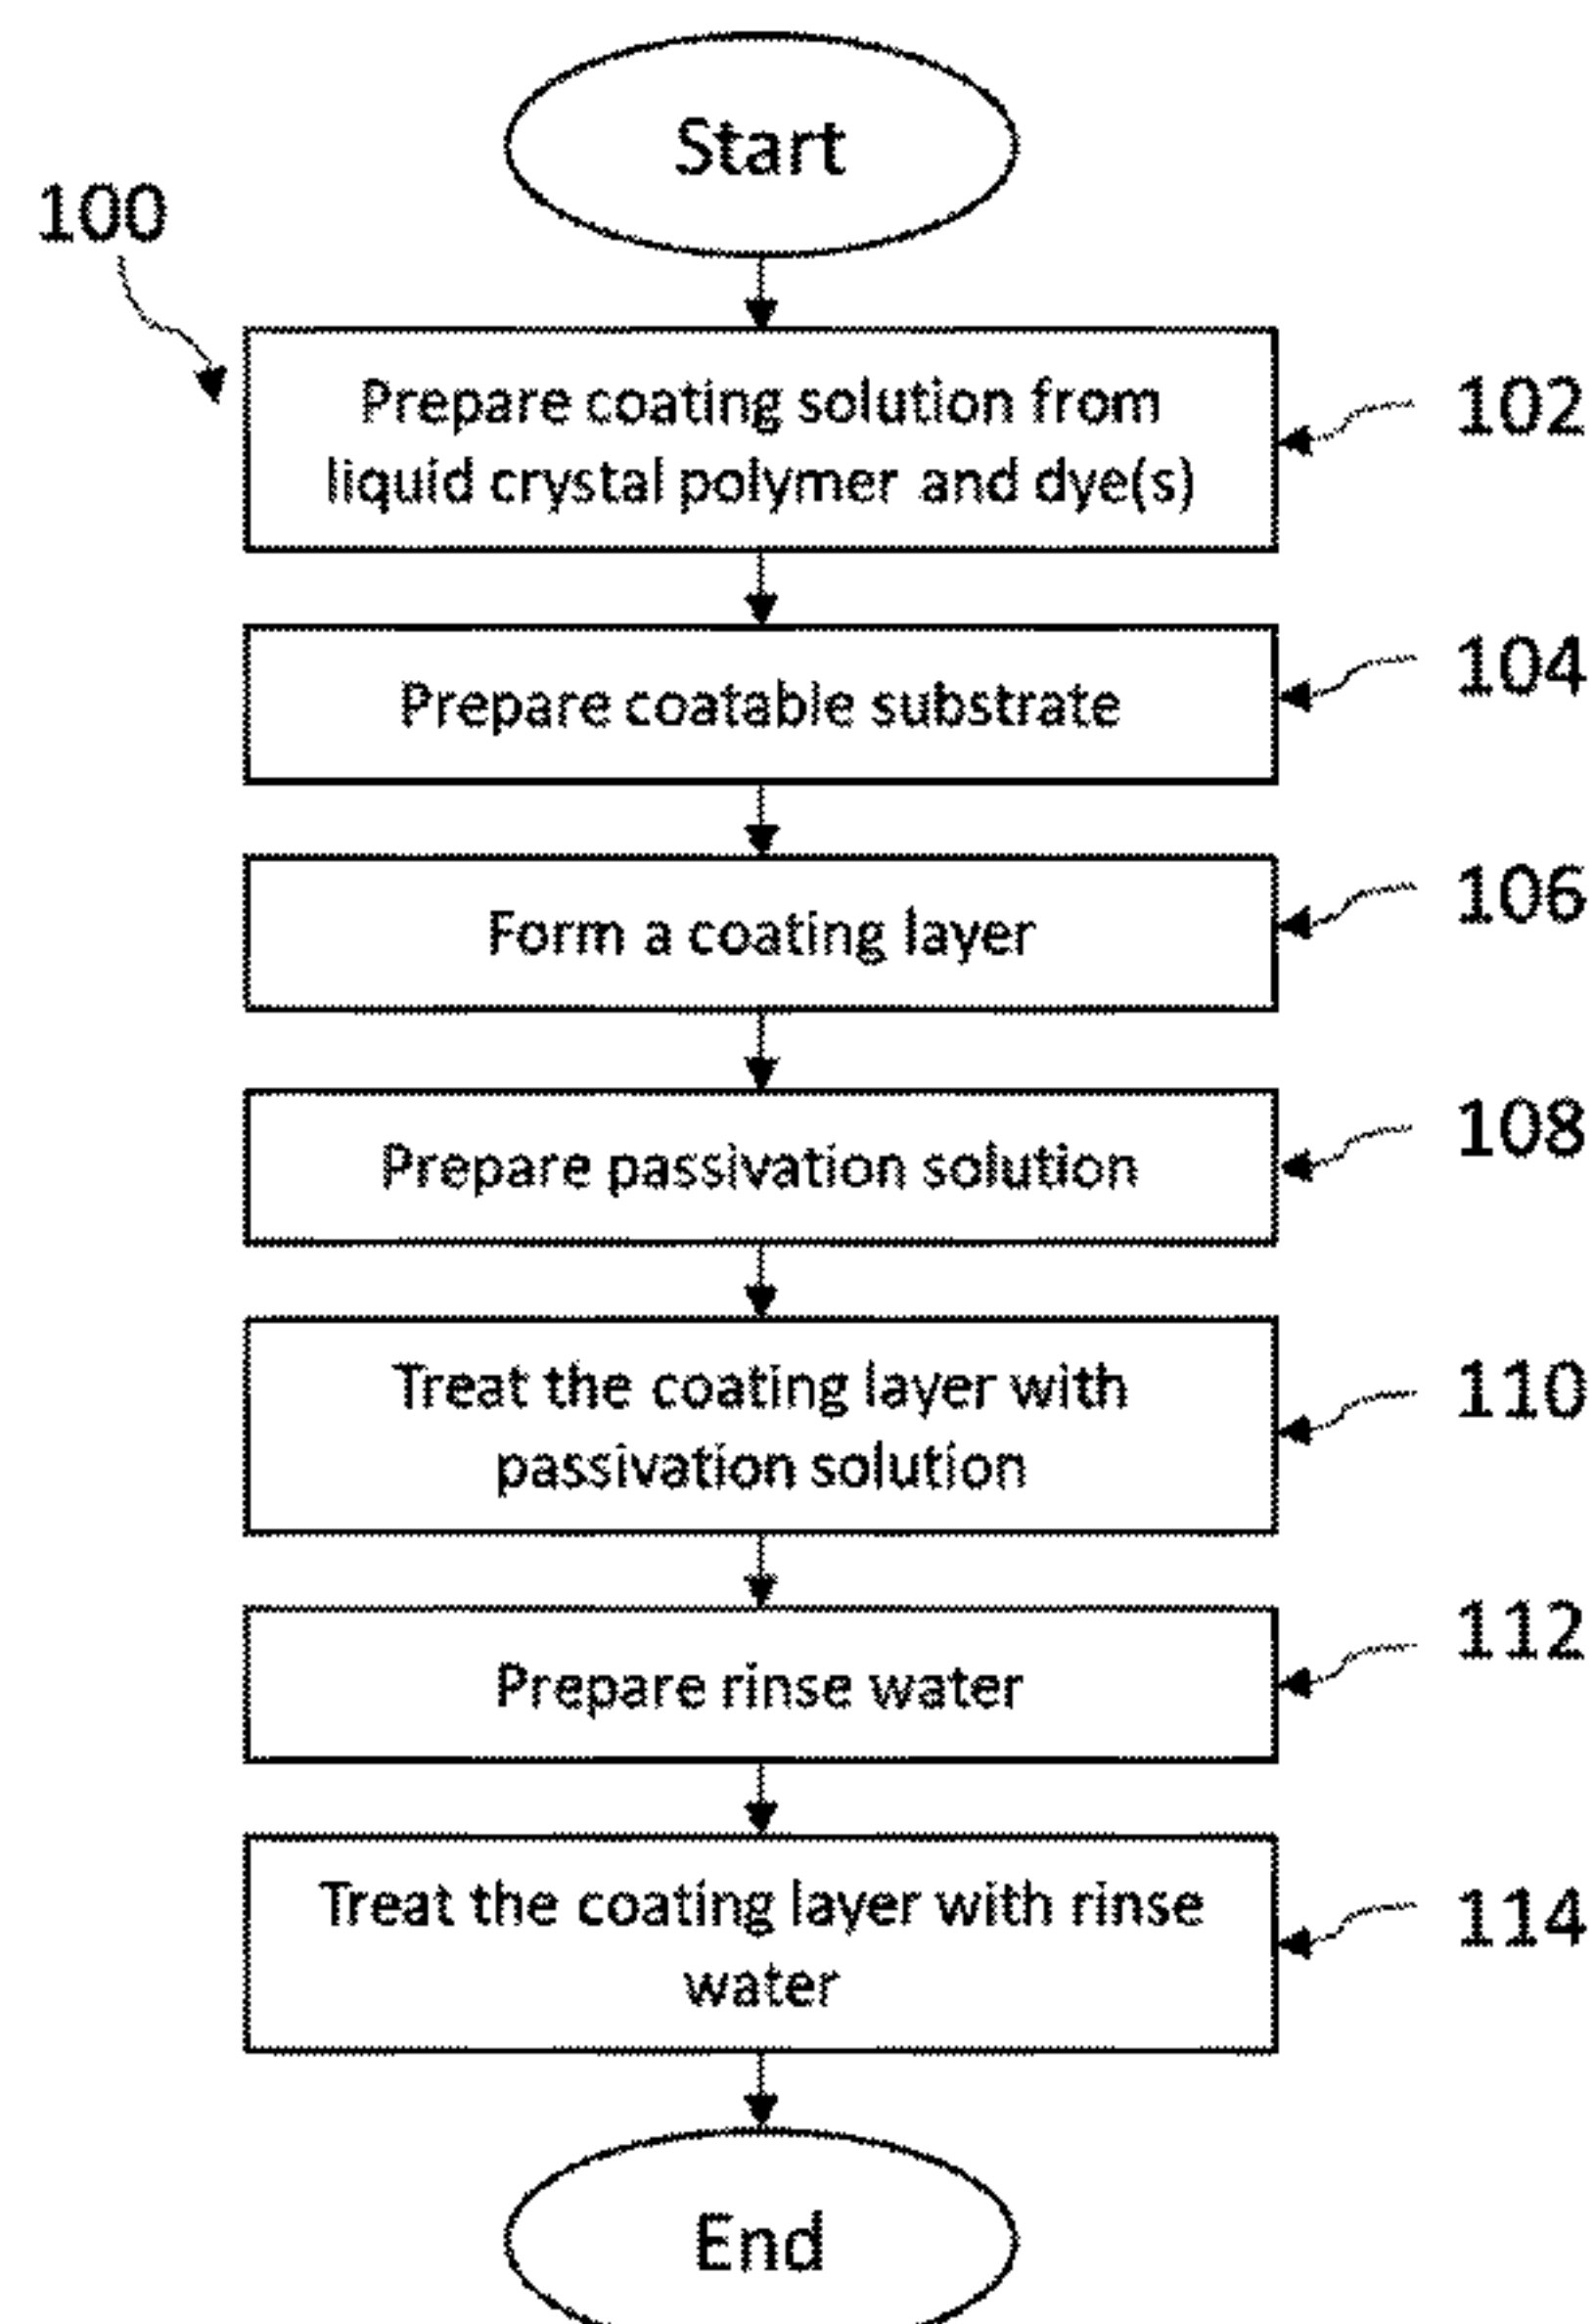 Start
100
Prepare coating solution from
liquid crystal polymer and dye(s)
102
Prepare coatable substrate
104
Form a coating layer
106
Prepare passivation solution
108
Treat the coating layer with
passivation solution
110
Prepare rinse water
112
Treat the coating layer with rinse
water
114
End